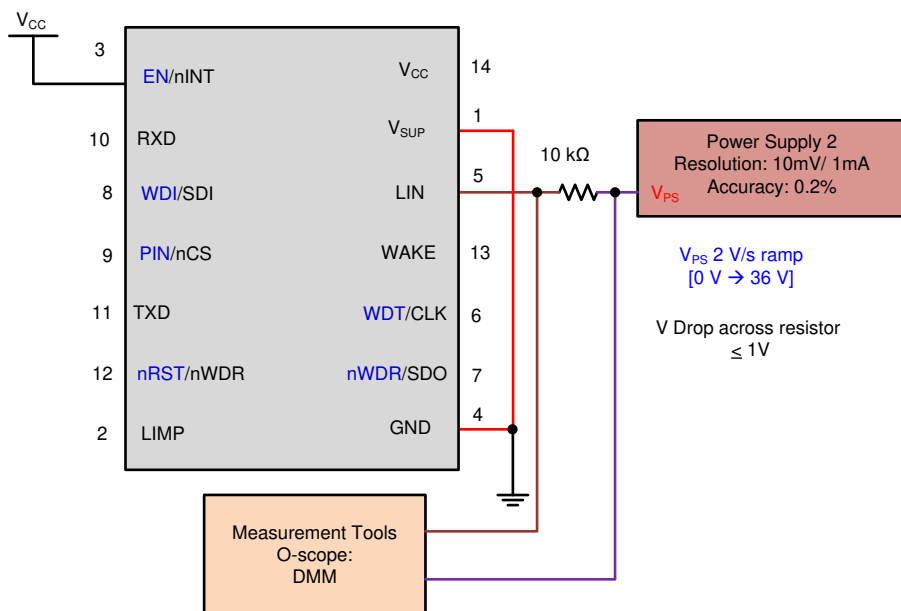 VCC
3
EN/nINT
VCC
14
10
RXD
VSUP
1
10 kΩ
Power Supply 2
Resolution: 10mV/ 1mA
Accuracy: 0.2%
VPS
8
WDI/SDI
LIN
5
9
PIN/nCS
WAKE
13
VPS 2 V/s ramp
[0 V → 36 V]
11
TXD
WDT/CLK
6
V Drop across resistor
≤ 1V
12
nRST/nWDR
nWDR/SDO
7
2
LIMP
GND
4
Measurement Tools
O-scope:
DMM